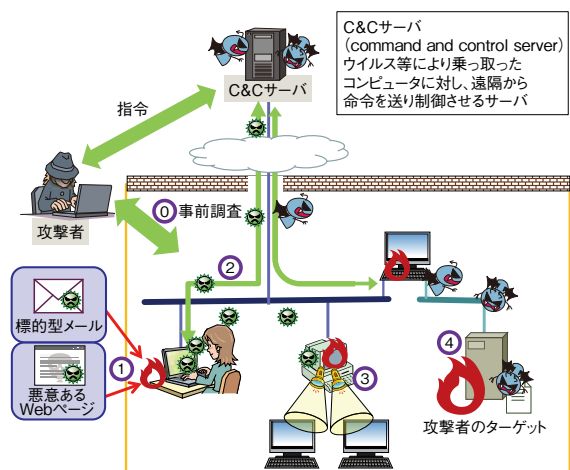 C&Cサーバ
(command and control server)
ウイルス等により乗っ取った
コンピュータに対し、遠隔から
命令を送り制御させるサーバ
C&Cサーバ
指令
攻撃者
⓪事前調査
②
標的型メール
①
悪意ある
Webページ
③
④
攻撃者のターゲット